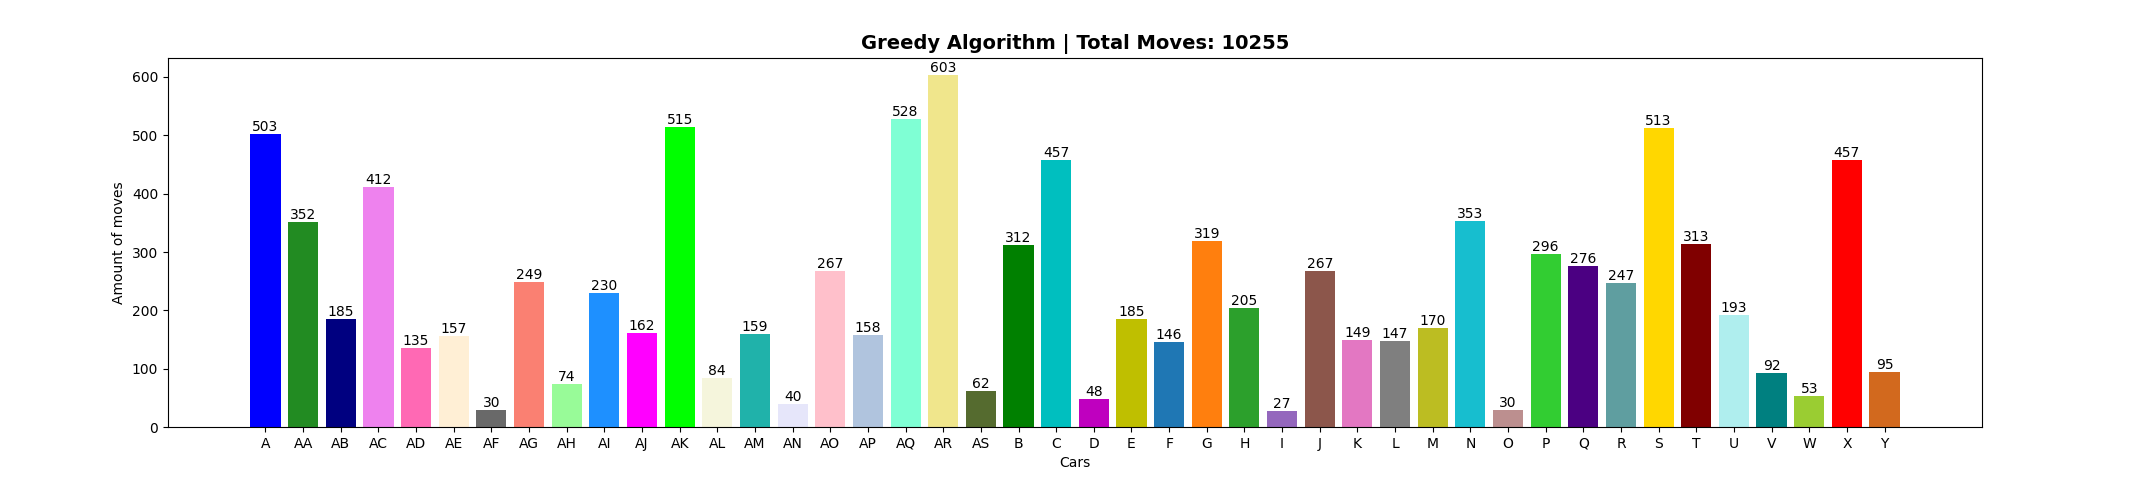 Greedy Algorithm | Total Moves: 10255
Amount of moves
600
500
400
300
200
100
0
503 352 185 412 135 157 30 249 74 230 162 515 84 159 40 267 158 528 603 62 312 457 48 185 146 319 205 27 267 149 147 170 353 30 296 276 247 513 313 193 92 53 457 95
A AA AB AC AD AE AF AG AH AI AJ AK AL AM AN AO AP AQ AR AS B C D E F G H I J K L M N O P Q R S T U V W X Y
Cars